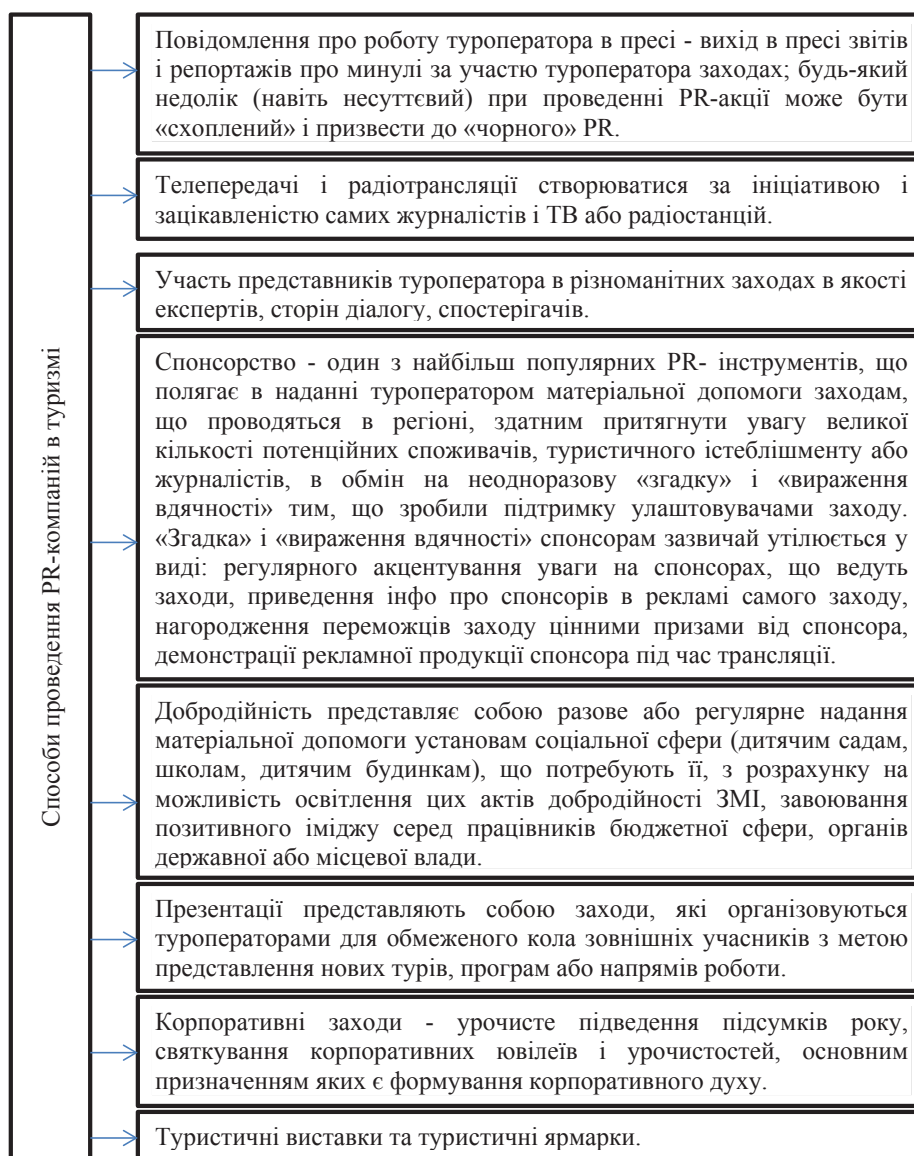 Способи проведення PR-компаній в туризмі
Повідомлення про роботу туроператора в пресі - вихід в пресі звітів
і репортажів про минулі за участю туроператора заходах; будь-який
недолік (навіть несуттєвий) при проведенні PR-акції може бути
«схоплений» і призвести до «чорного» PR.
Телепередачі і радіотрансляції створюватися за ініціативою і
зацікавленістю самих журналістів і ТВ або радіостанцій.
Участь представників туроператора в різноманітних заходах в якості
експертів, сторін діалогу, спостерігачів.
Спонсорство - один з найбільш популярних PR- інструментів, що
полягає в наданні туроператором матеріальної допомоги заходам,
що проводяться в регіоні, здатним притягнути увагу великої
кількості потенційних споживачів, туристичного істеблішменту або
журналістів, в обмін на неодноразову «згадку» і «вираження
вдячності» тим, що зробили підтримку улаштовувачами заходу.
«Згадка» і «вираження вдячності» спонсорам зазвичай утілюється у
виді: регулярного акцентування уваги на спонсорах, що ведуть
заходи, приведення інфо про спонсорів в рекламі самого заходу,
нагородження переможців заходу цінними призами від спонсора,
демонстрації рекламної продукції спонсора під час трансляції.
Добродійність представляє собою разове або регулярне надання
матеріальної допомоги установам соціальної сфери (дитячим садам,
школам, дитячим будинкам), що потребують її, з розрахунку на
можливість освітлення цих актів добродійності ЗМІ, завоювання
позитивного іміджу серед працівників бюджетної сфери, органів
державної або місцевої влади.
Презентації представляють собою заходи, які організовуються
туроператорами для обмеженого кола зовнішніх учасників з метою
представлення нових турів, програм або напрямів роботи.
Корпоративні заходи - урочисте підведення підсумків року,
святкування корпоративних ювілеїв і урочистостей, основним
призначенням яких є формування корпоративного духу.
Туристичні виставки та туристичні ярмарки.